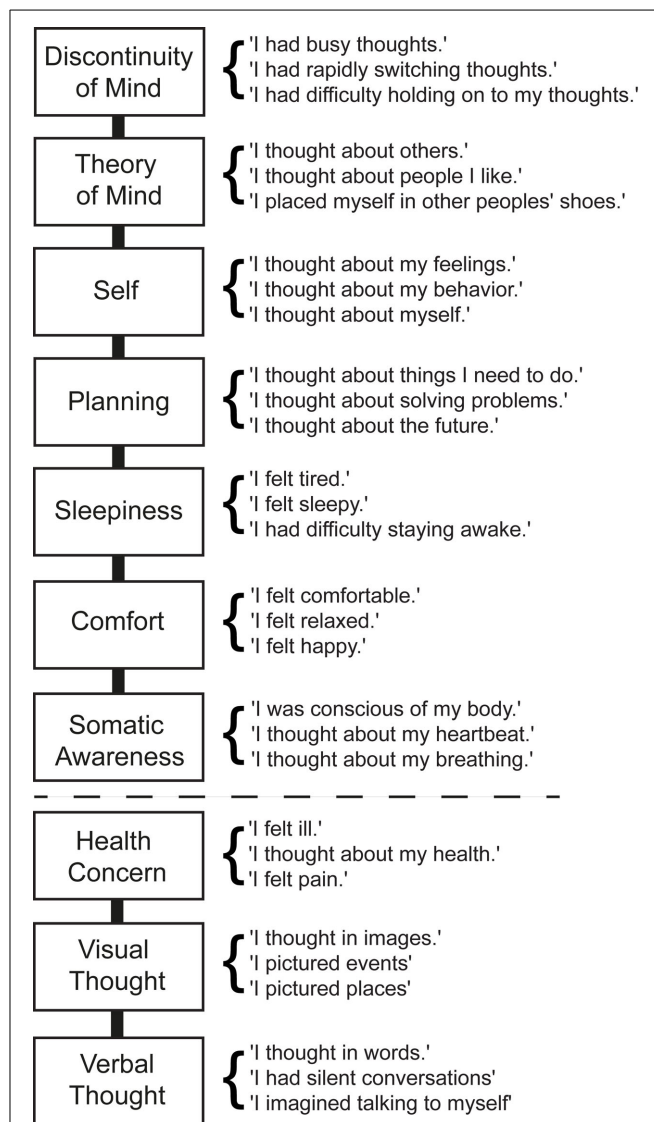 Discontinuity
of Mind
'I had busy thoughts.'
'I had rapidly switching thoughts.'
'I had difficulty holding on to my thoughts.'
Theory
of Mind
'I thought about others.'
'I thought about people I like.'
'I placed myself in other peoples' shoes.'
Self
'I thought about my feelings.'
'I thought about my behavior.'
'I thought about myself.'
Planning
'I thought about things I need to do.'
'I thought about solving problems.'
'I thought about the future.'
Sleepiness
'I felt tired.'
'I felt sleepy.'
'I had difficulty staying awake.'
Comfort
'I felt comfortable.'
'I felt relaxed.'
'I felt happy.'
Somatic
Awareness
'I was conscious of my body.'
'I thought about my heartbeat.'
'I thought about my breathing.'
Health
Concern
'I felt ill.'
'I thought about my health.'
'I felt pain.'
Visual
Thought
'I thought in images.'
'I pictured events'
'I pictured places'
Verbal
Thought
'I thought in words.'
'I had silent conversations'
'I imagined talking to myself'